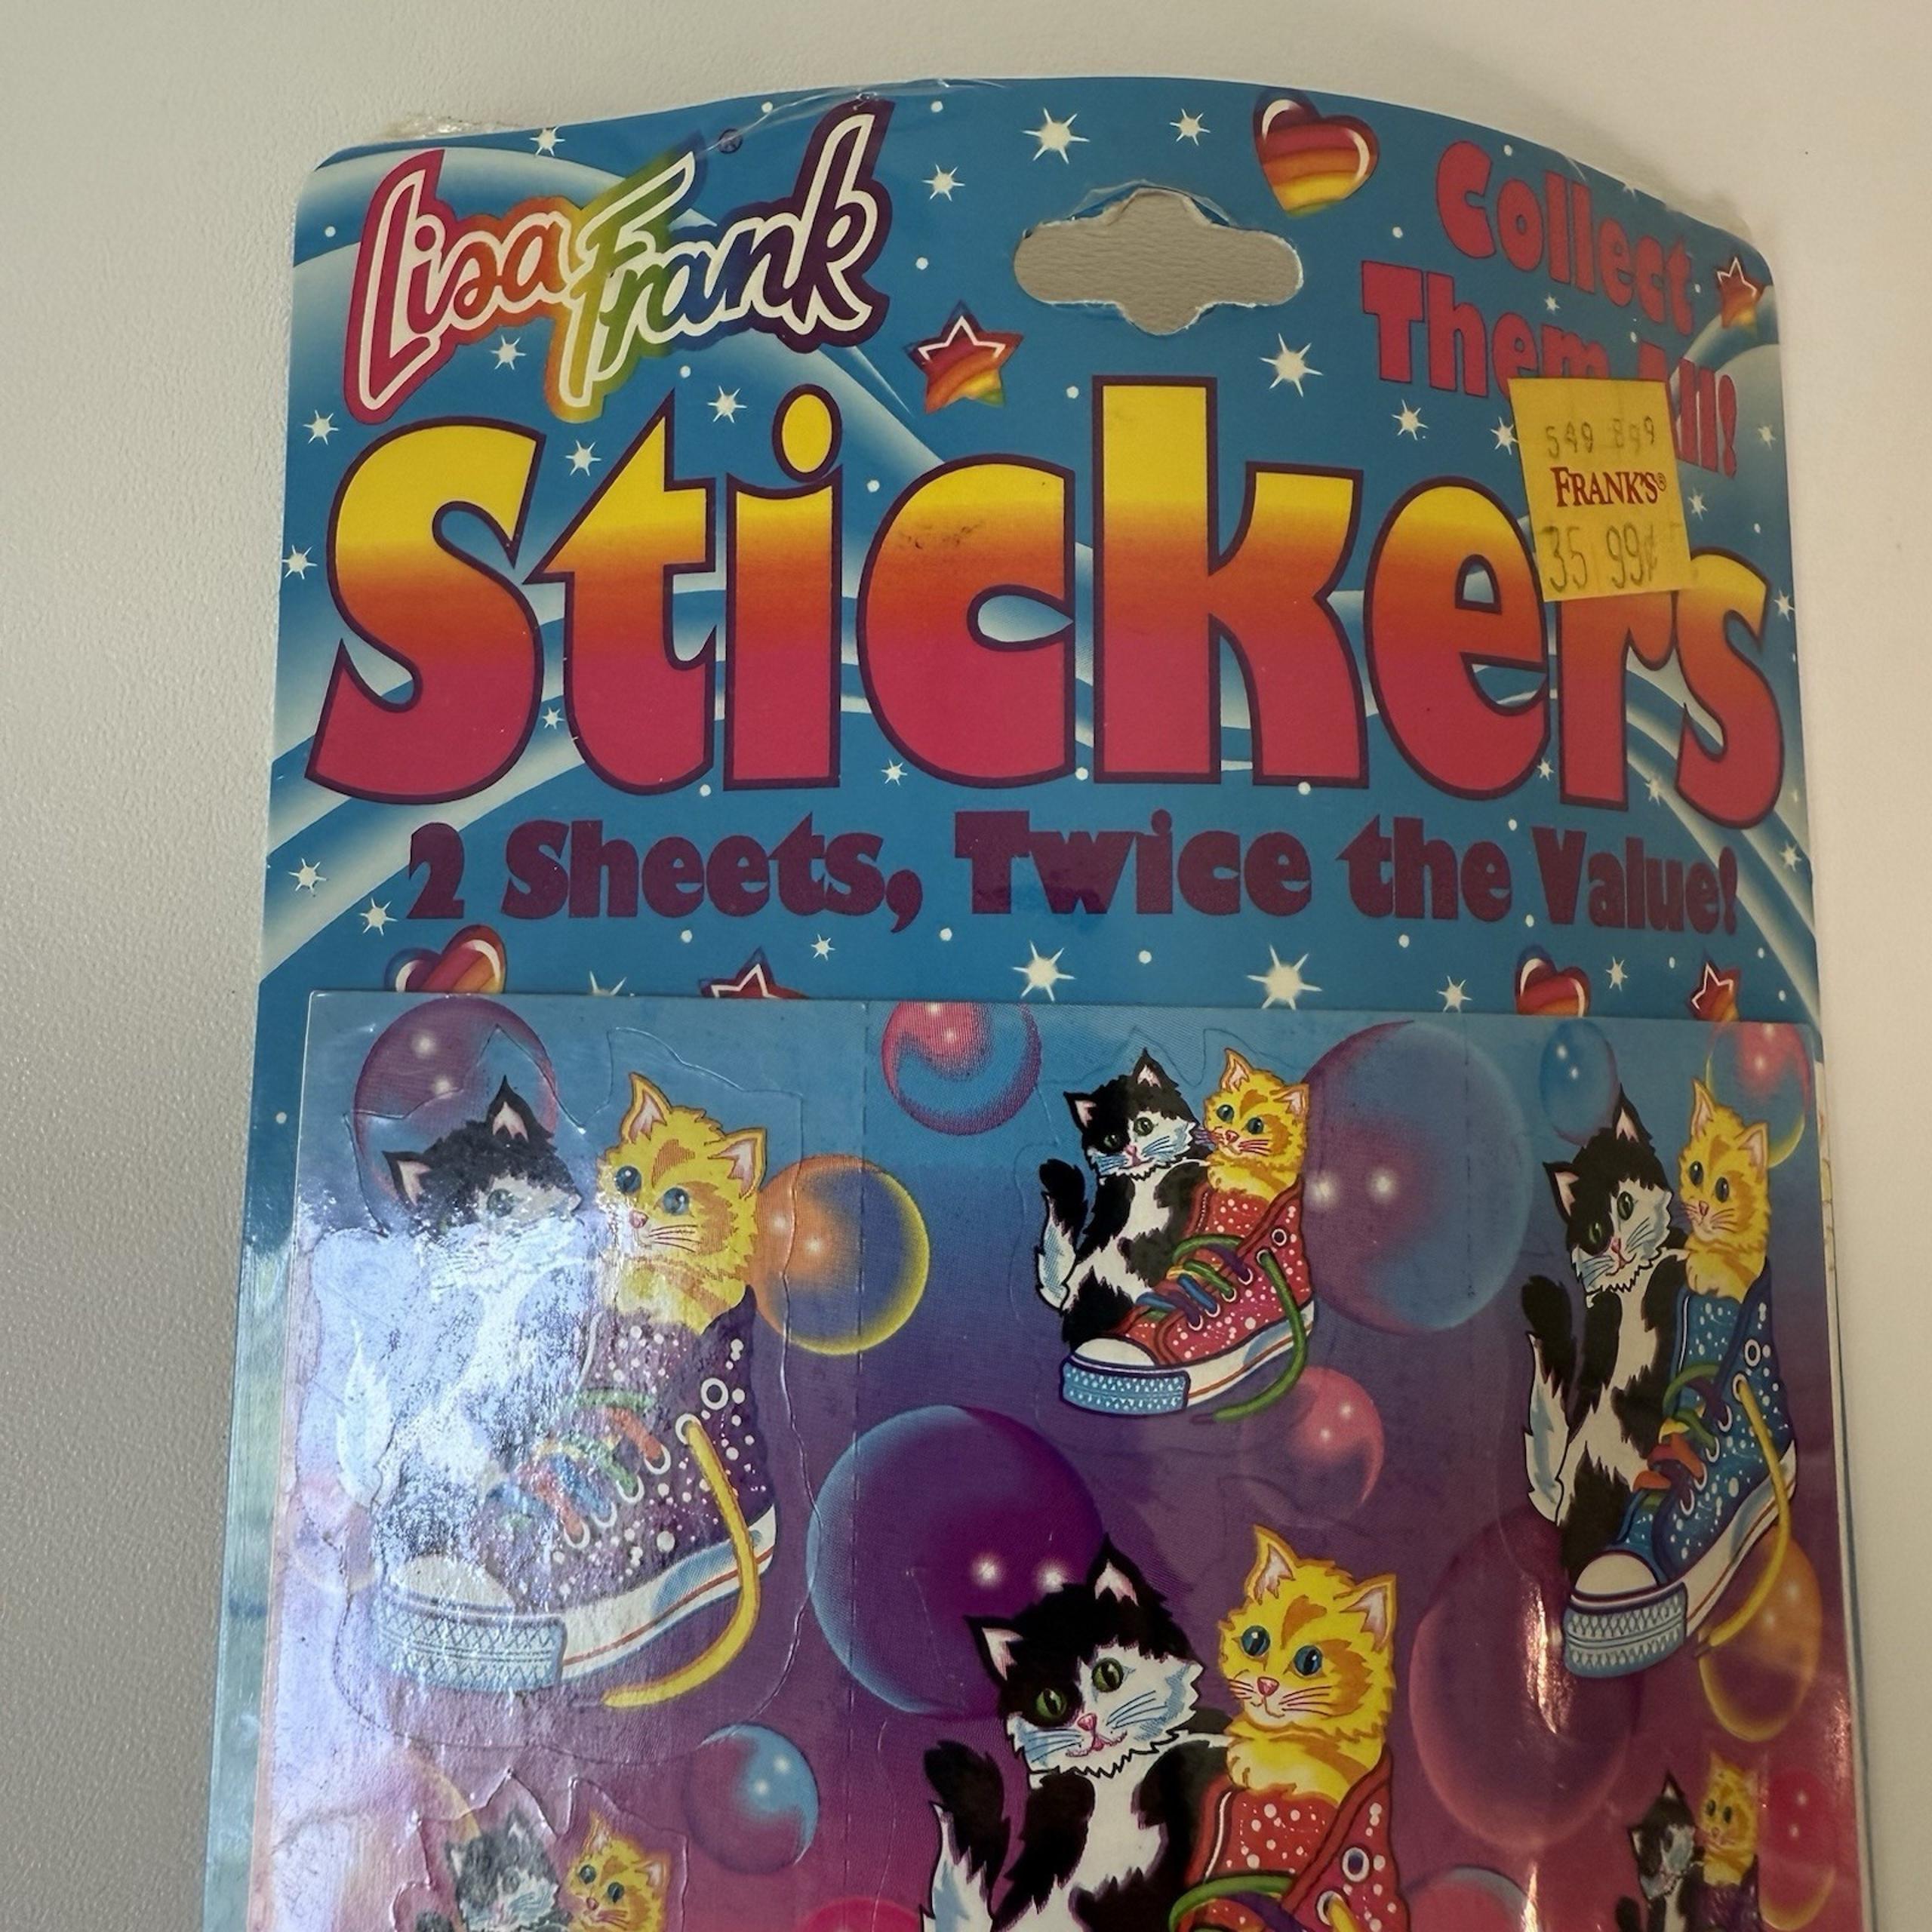 Lisa Frank®
Collect
Them All!
Stickers
549 899
FRANK'S®
35 99¢
2 Sheets, Twice the Value!